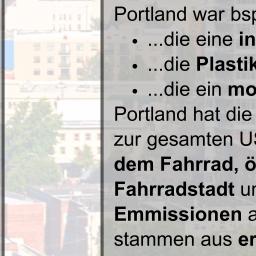 Portland war bsp
• ...die eine in
• ...die Plastik
• ...die ein mo
Portland hat die
zur gesamten US
dem Fahrrad, ö
Fahrradstadt un
Emmissionen a
stammen aus er